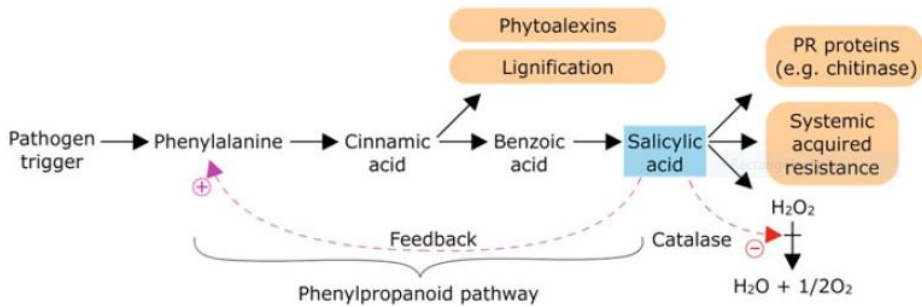 Phytoalexins
Lignification
PR proteins
(e.g. chitinase)
Pathogen
trigger
Phenylalanine
Cinnamic
acid
Benzoic
acid
Salicylic
acid
Systemic
acquired
resistance
+
H₂O₂
Feedback
Catalase
−
H₂O + 1/2O₂
Phenylpropanoid pathway